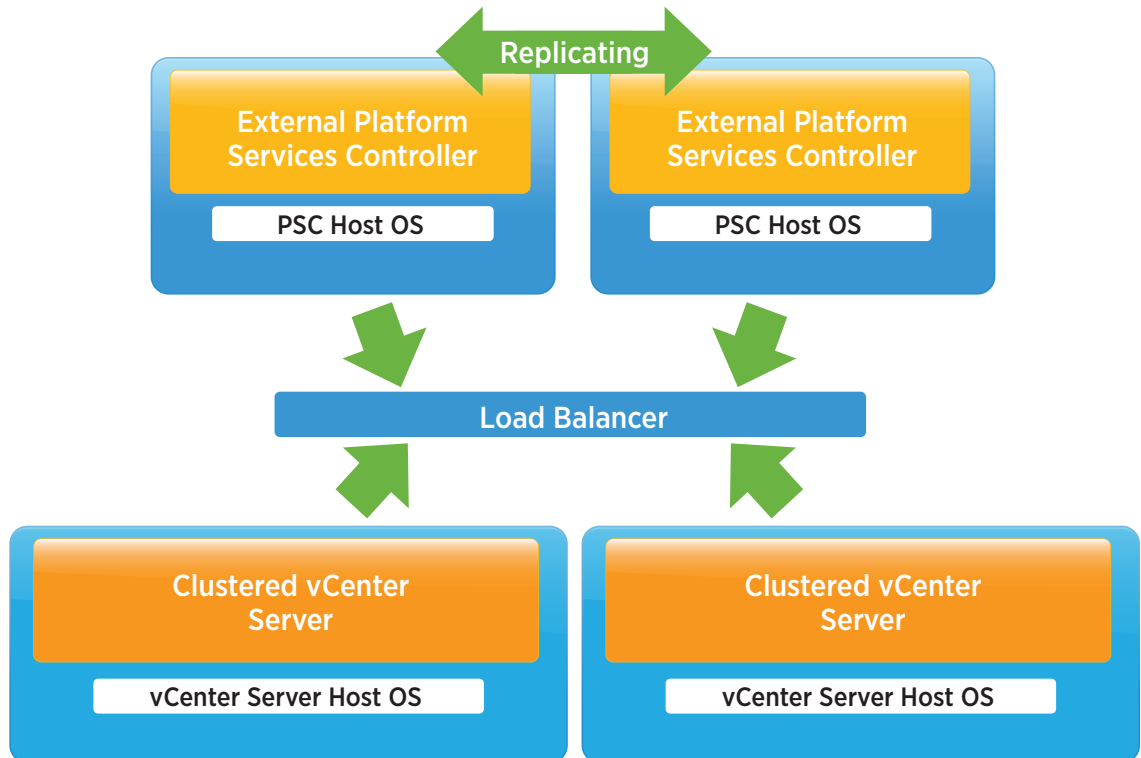 Replicating
External Platform
Services Controller
PSC Host OS
External Platform
Services Controller
PSC Host OS
Load Balancer
Clustered vCenter
Server
vCenter Server Host OS
Clustered vCenter
Server
vCenter Server Host OS